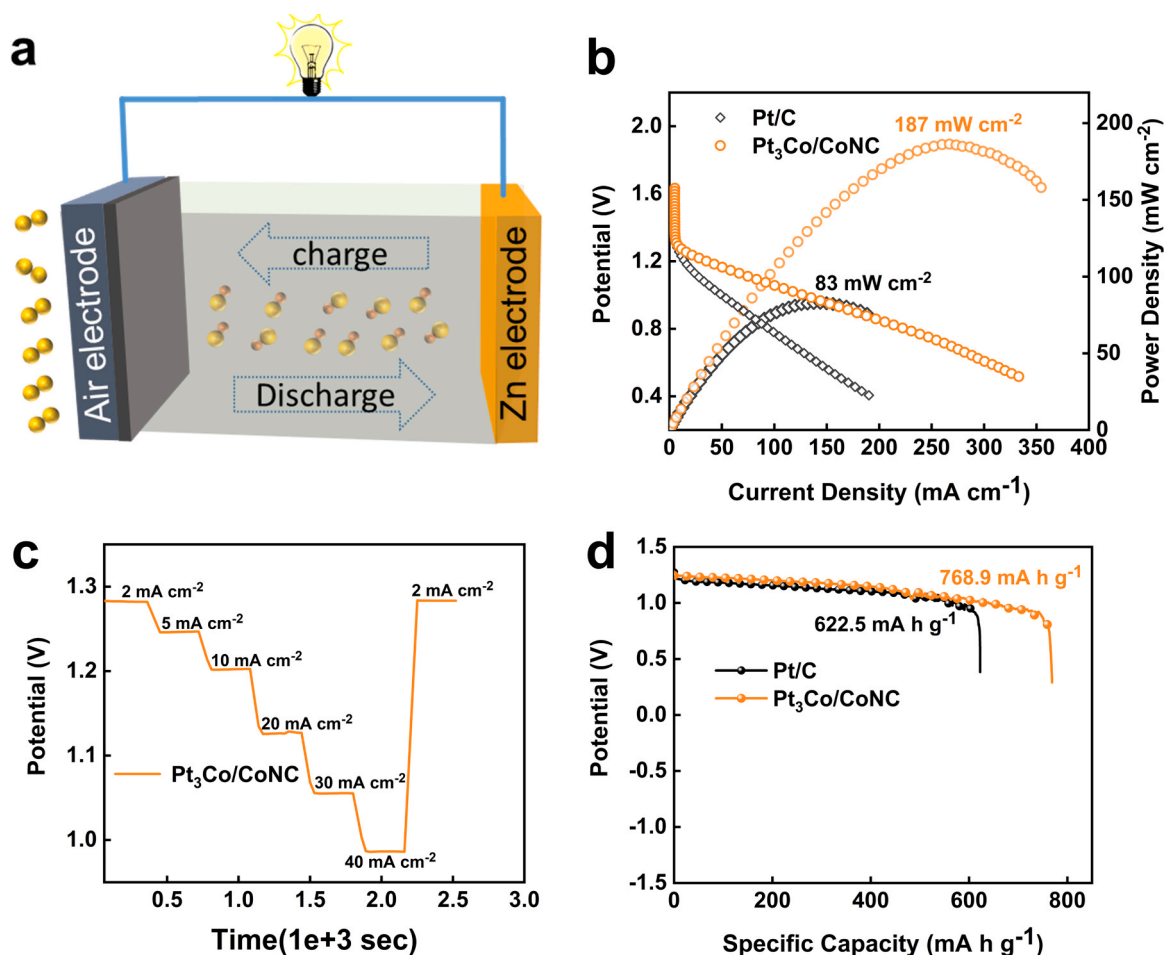 a
Air electrode
charge
Discharge
Zn electrode
b
Pt/C
Pt₃Co/CoNC
187 mW cm⁻²
83 mW cm⁻²
Potential (V)
2.0
1.6
1.2
0.8
0.4
Power Density (mW cm⁻²)
200
150
100
50
0
0 50 100 150 200 250 300 350 400
Current Density (mA cm⁻¹)
c
1.3
1.2
1.1
1.0
Potential (V)
2 mA cm⁻²
5 mA cm⁻²
10 mA cm⁻²
20 mA cm⁻²
30 mA cm⁻²
40 mA cm⁻²
2 mA cm⁻²
Pt₃Co/CoNC
0.5 1.0 1.5 2.0 2.5 3.0
Time(1e+3 sec)
d
1.5
1.0
0.5
0.0
-0.5
-1.0
-1.5
Potential (V)
768.9 mA h g⁻¹
622.5 mA h g⁻¹
Pt/C
Pt₃Co/CoNC
0 200 400 600 800
Specific Capacity (mA h g⁻¹)